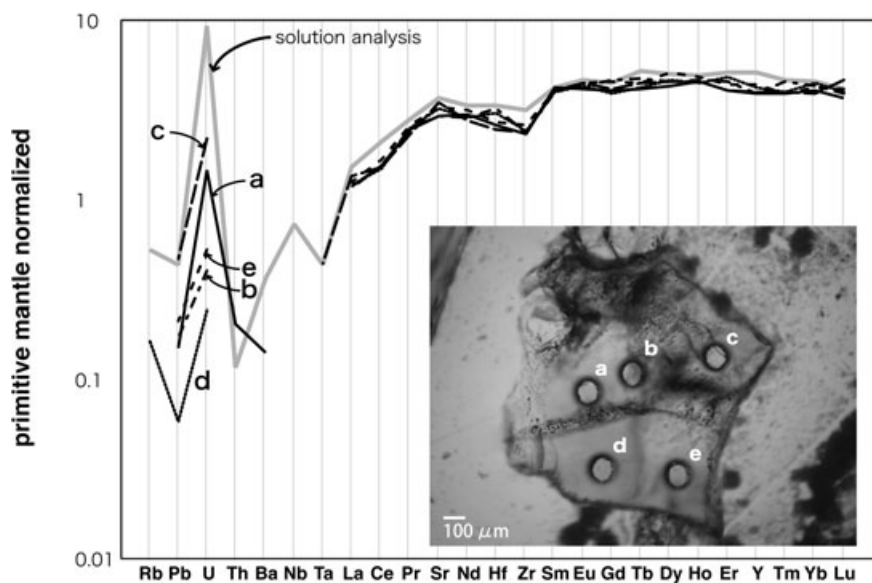 10
solution analysis
c
a
1
e
b
d
0.1
0.01
primitive mantle normalized
a
b
c
d
e
100 μm
Rb Pb U Th Ba Nb Ta La Ce Pr Sr Nd Hf Zr Sm Eu Gd Tb Dy Ho Er Y Tm Yb Lu